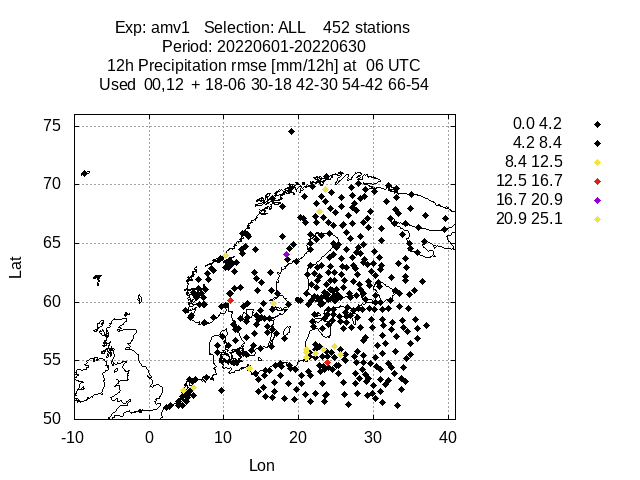 Exp: amv1 Selection: ALL 452 stations
Period: 20220601-20220630
12h Precipitation rmse [mm/12h] at 06 UTC
Used 00,12 + 18-06 30-18 42-30 54-42 66-54
75
70
65
60
55
50
Lat
-10 0 10 20 30 40
Lon
0.0 4.2
4.2 8.4
8.4 12.5
12.5 16.7
16.7 20.9
20.9 25.1